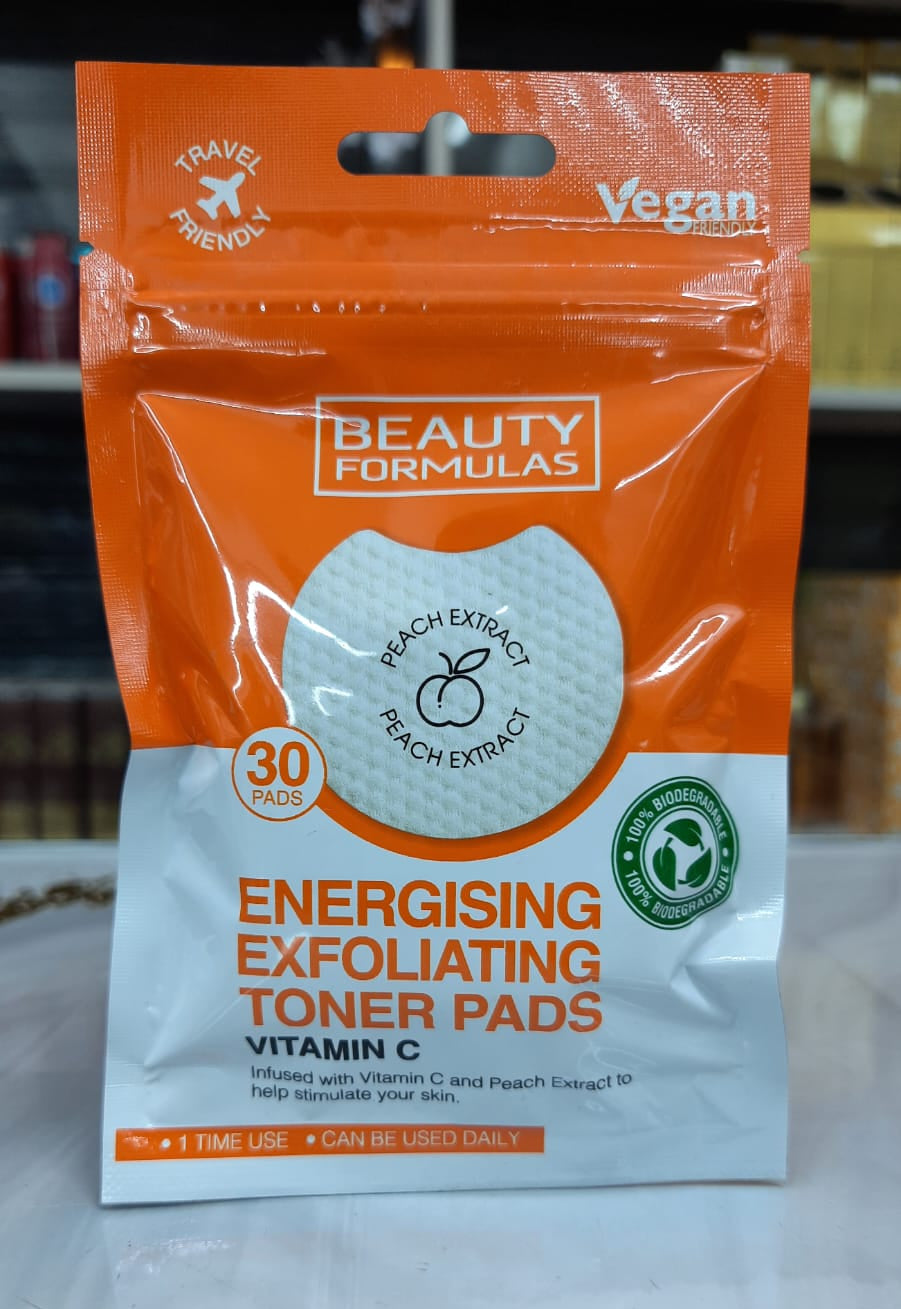 TRAVEL
FRIENDLY
Vegan
FRIENDLY
BEAUTY
FORMULAS
PEACH EXTRACT
PEACH EXTRACT
30
PADS
100% BIODEGRADABLE
100% BIODEGRADABLE
ENERGISING
EXFOLIATING
TONER PADS
VITAMIN C
Infused with Vitamin C and Peach Extract to
help stimulate your skin.
• 1 TIME USE • CAN BE USED DAILY